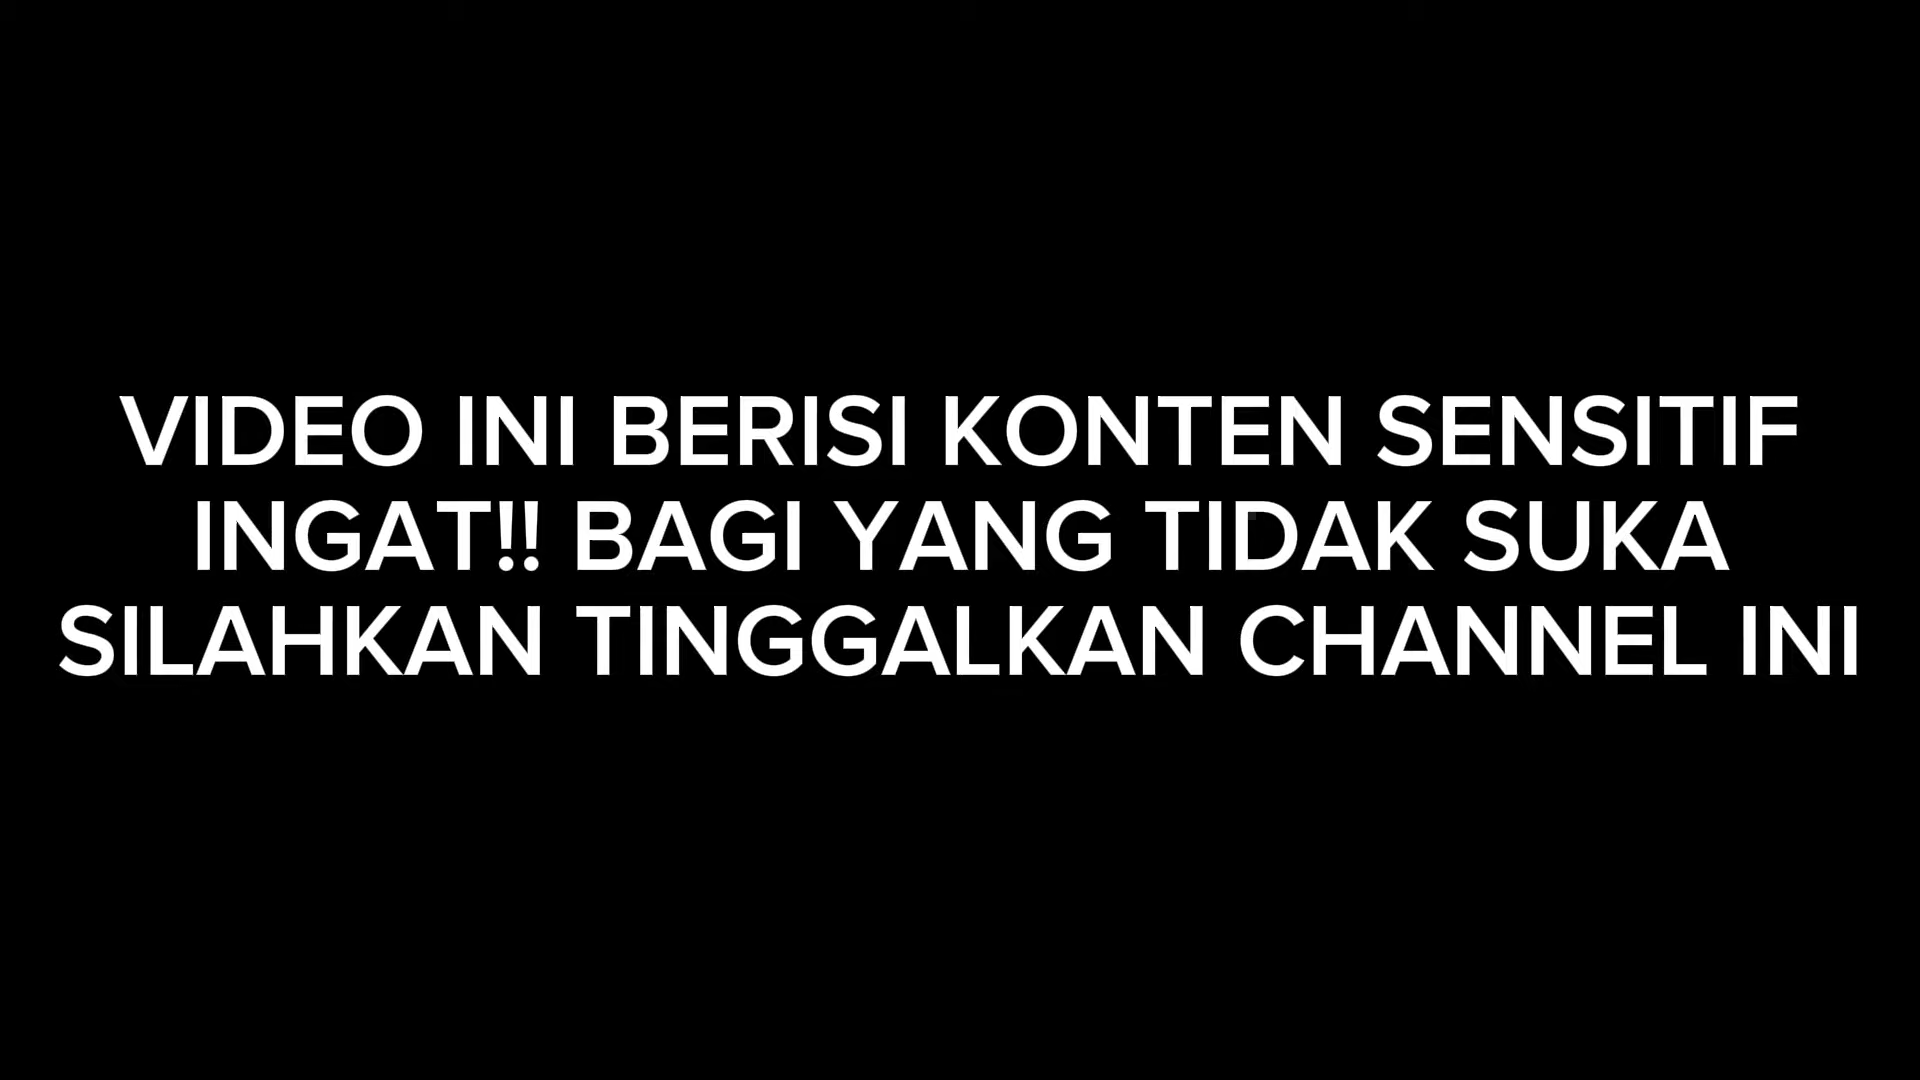 VIDEO INI BERISI KONTEN SENSITIF
INGAT!! BAGI YANG TIDAK SUKA
SILAHKAN TINGGALKAN CHANNEL INI